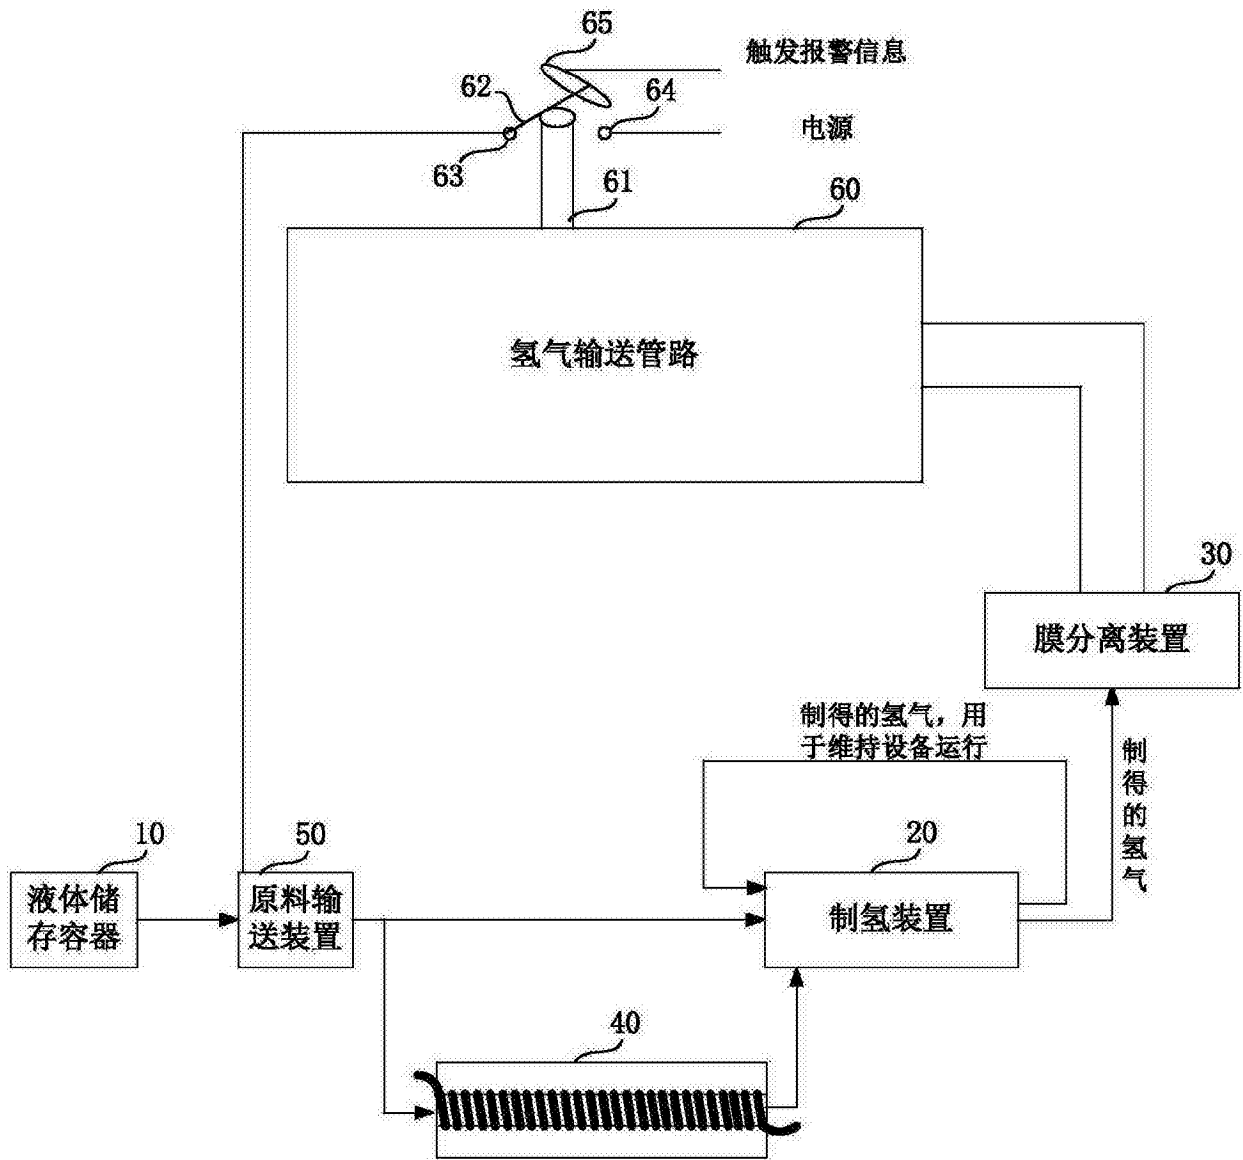 65
触发报警信息
62
64
电源
63
61
60
氢气输送管路
30
膜分离装置
制得的氢气，用
于维持设备运行
制得的氢气
10
50
20
液体储
存容器
原料输
送装置
制氢装置
40